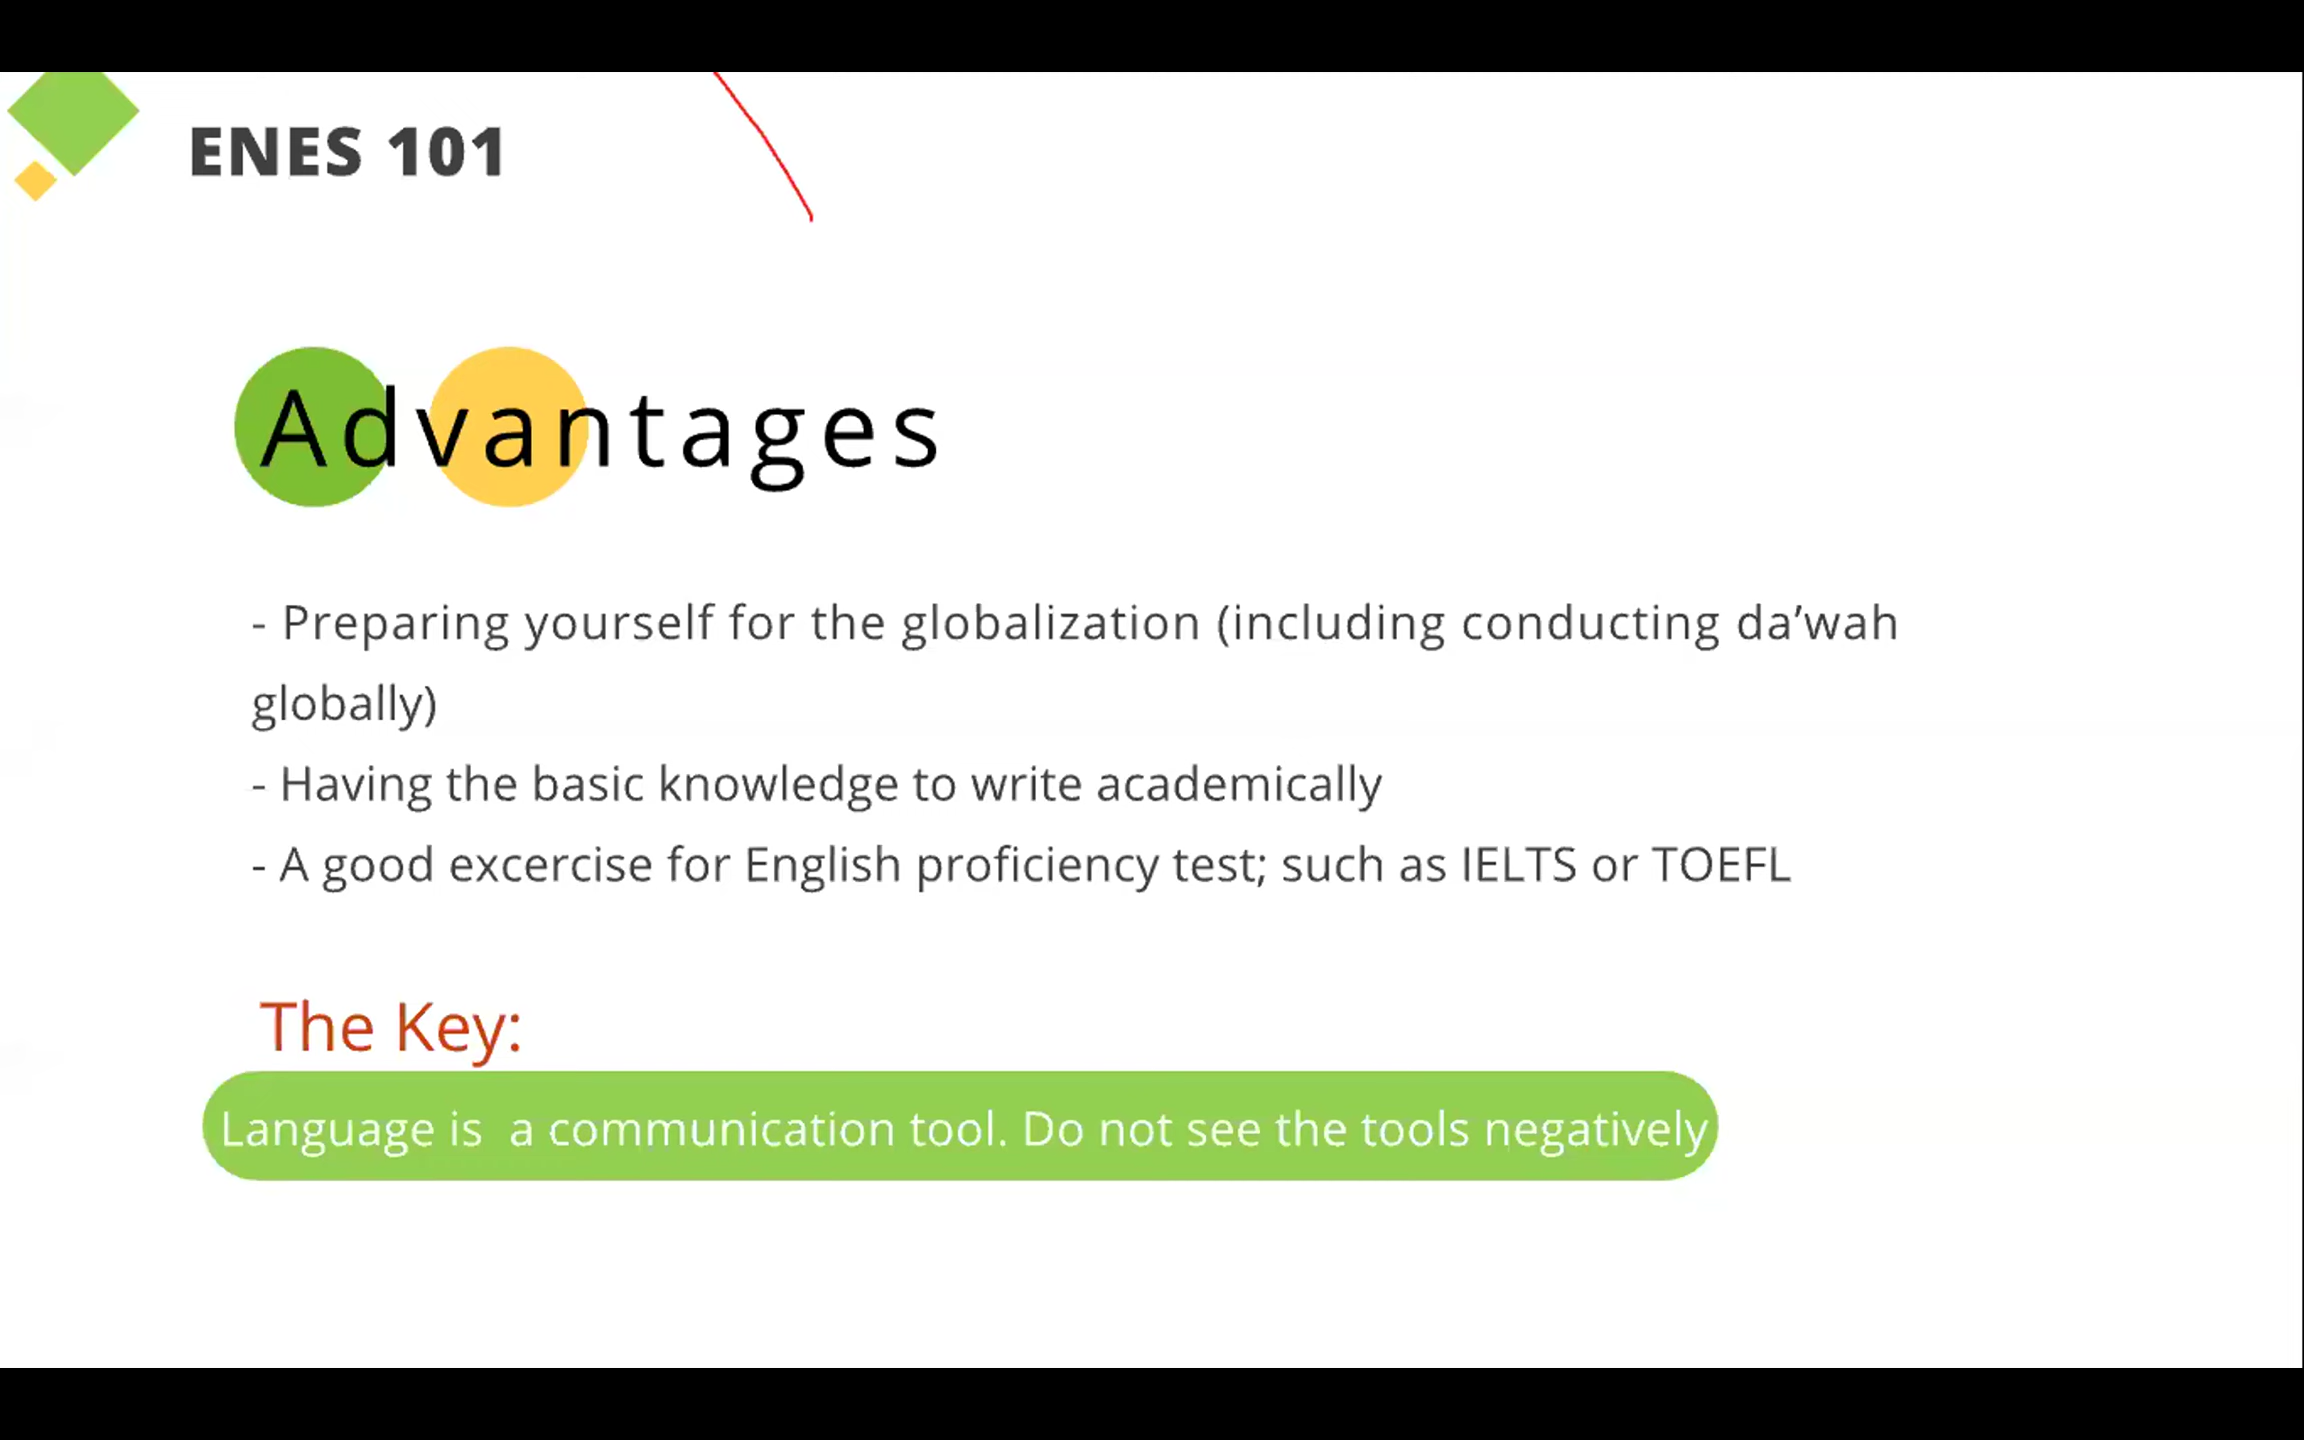 ENES 101
Advantages
- Preparing yourself for the globalization (including conducting da’wah
globally)
- Having the basic knowledge to write academically
- A good excercise for English proficiency test; such as IELTS or TOEFL
The Key:
Language is  a communication tool. Do not see the tools negatively